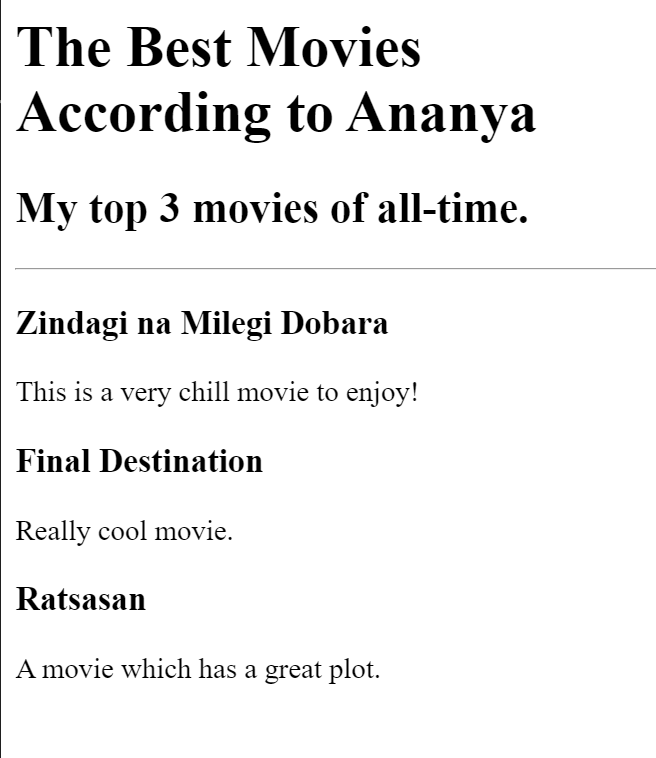 The Best Movies
According to Ananya
My top 3 movies of all-time.
Zindagi na Milegi Dobara
This is a very chill movie to enjoy!
Final Destination
Really cool movie.
Ratsasan
A movie which has a great plot.